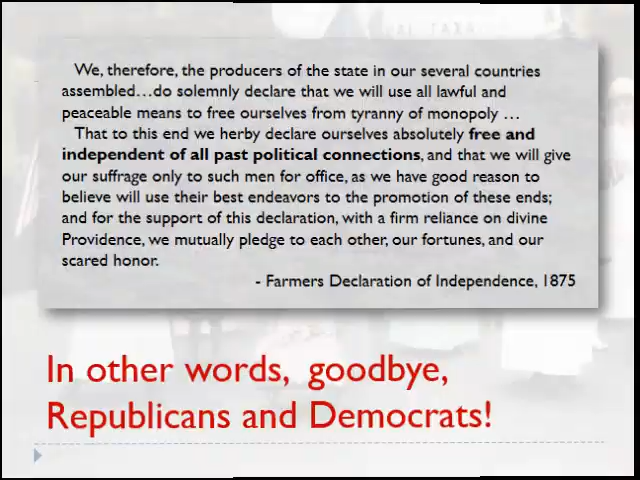 We, therefore, the producers of the state in our several countries
assembled…do solemnly declare that we will use all lawful and
peaceable means to free ourselves from tyranny of monopoly …
That to this end we herby declare ourselves absolutely free and
independent of all past political connections, and that we will give
our suffrage only to such men for office, as we have good reason to
believe will use their best endeavors to the promotion of these ends;
and for the support of this declaration, with a firm reliance on divine
Providence, we mutually pledge to each other, our fortunes, and our
scared honor.
- Farmers Declaration of Independence, 1875
In other words, goodbye,
Republicans and Democrats!